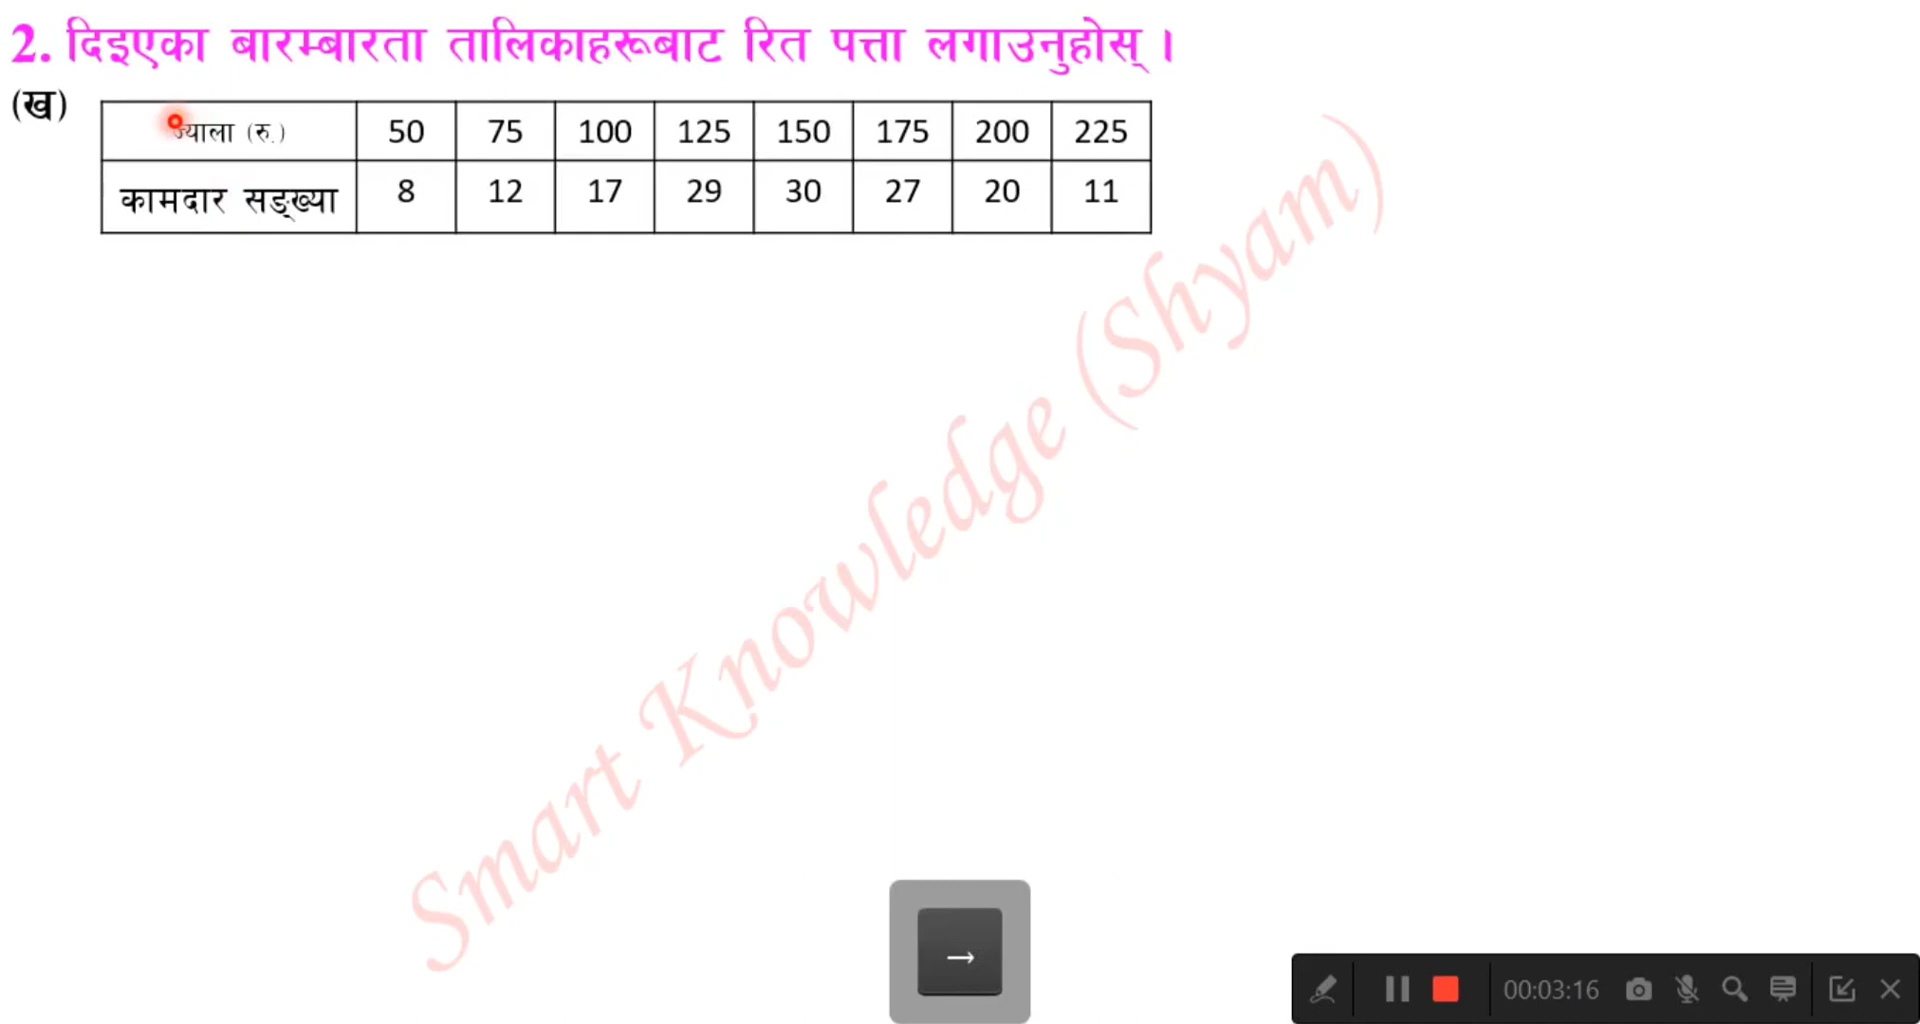 2. दिइएका बारम्बारता तालिकाहरूबाट रित पत्ता लगाउनुहोस् ।
(ख)
ज्याला (रु.) 50 75 100 125 150 175 200 225
कामदार सङ्ख्या 8 12 17 29 30 27 20 11
Smart Knowledge (Shyam)
→
00:03:16